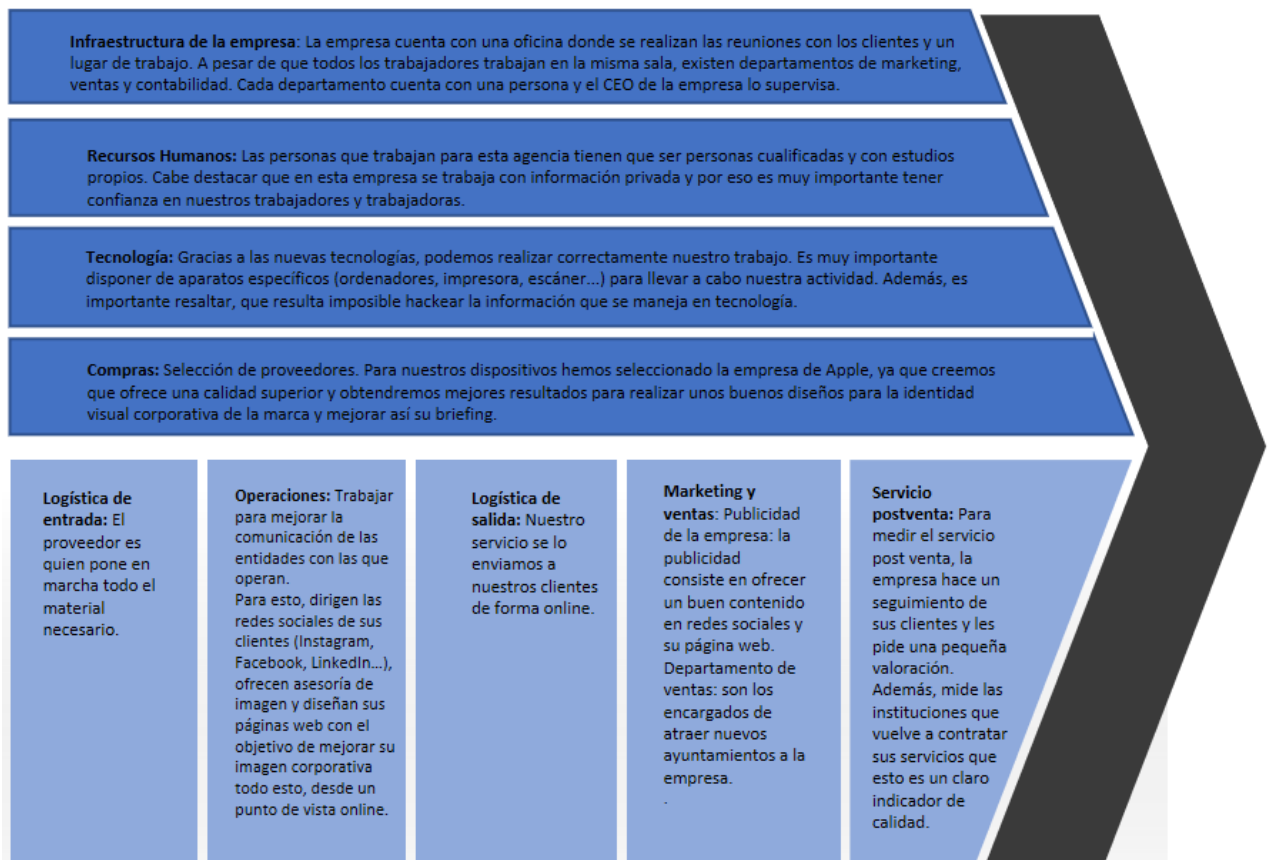 Infraestructura de la empresa: La empresa cuenta con una oficina donde se realizan las reuniones con los clientes y un
lugar de trabajo. A pesar de que todos los trabajadores trabajan en la misma sala, existen departamentos de marketing,
ventas y contabilidad. Cada departamento cuenta con una persona y el CEO de la empresa lo supervisa.
Recursos Humanos: Las personas que trabajan para esta agencia tienen que ser personas cualificadas y con estudios
propios. Cabe destacar que en esta empresa se trabaja con información privada y por eso es muy importante tener
confianza en nuestros trabajadores y trabajadoras.
Tecnología: Gracias a las nuevas tecnologías, podemos realizar correctamente nuestro trabajo. Es muy importante
disponer de aparatos específicos (ordenadores, impresora, escáner...) para llevar a cabo nuestra actividad. Además, es
importante resaltar, que resulta imposible hackear la información que se maneja en tecnología.
Compras: Selección de proveedores. Para nuestros dispositivos hemos seleccionado la empresa de Apple, ya que creemos
que ofrece una calidad superior y obtendremos mejores resultados para realizar unos buenos diseños para la identidad
visual corporativa de la marca y mejorar así su briefing.
Logística de
entrada: El
proveedor es
quien pone en
marcha todo el
material
necesario.
Operaciones: Trabajar
para mejorar la
comunicación de las
entidades con las que
operan.
Para esto, dirigen las
redes sociales de sus
clientes (Instagram,
Facebook, LinkedIn...),
ofrecen asesoría de
imagen y diseñan sus
páginas web con el
objetivo de mejorar su
imagen corporativa
todo esto, desde un
punto de vista online.
Logística de
salida: Nuestro
servicio se lo
enviamos a
nuestros clientes
de forma online.
Marketing y
ventas: Publicidad
de la empresa: la
publicidad
consiste en ofrecer
un buen contenido
en redes sociales y
su página web.
Departamento de
ventas: son los
encargados de
atraer nuevos
ayuntamientos a la
empresa.
.
Servicio
postventa: Para
medir el servicio
post venta, la
empresa hace un
seguimiento de
sus clientes y les
pide una pequeña
valoración.
Además, mide las
instituciones que
vuelve a contratar
sus servicios que
esto es un claro
indicador de
calidad.